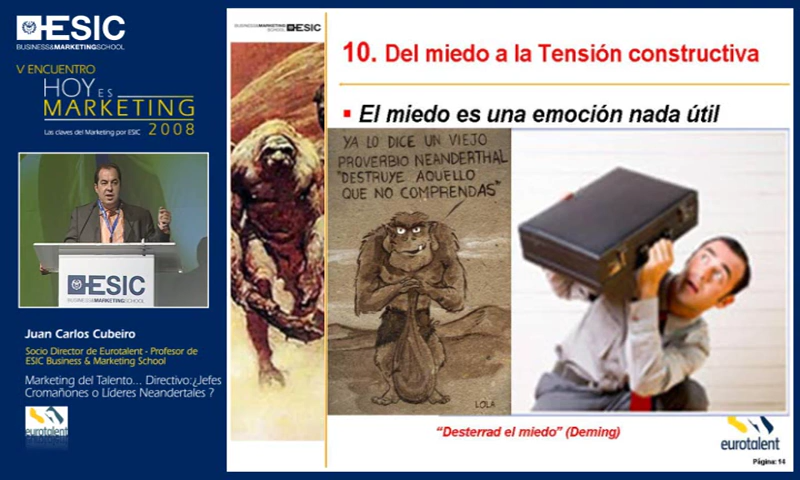 ESIC
BUSINESS&MARKETINGSCHOOL
V ENCUENTRO
HOY ES
MARKETING
2008
Las claves del Marketing por ESIC
ESIC
BUSINESS&MARKETINGSCHOOL
Juan Carlos Cubeiro
Socio Director de Eurotalent - Profesor de
ESIC Business & Marketing School
Marketing del Talento... Directivo:¿Jefes
Cromañones o Líderes Neandertales ?
eurotalent
BUSINESS&MARKETINGSCHOOL ESIC
10. Del miedo a la Tensión constructiva
▪ El miedo es una emoción nada útil
YA LO DICE UN VIEJO
PROVERBIO NEANDERTHAL
"DESTRUYE AQUELLO
QUE NO COMPRENDAS"
LOLA
"Desterrad el miedo" (Deming)
eurotalent
Página: 14